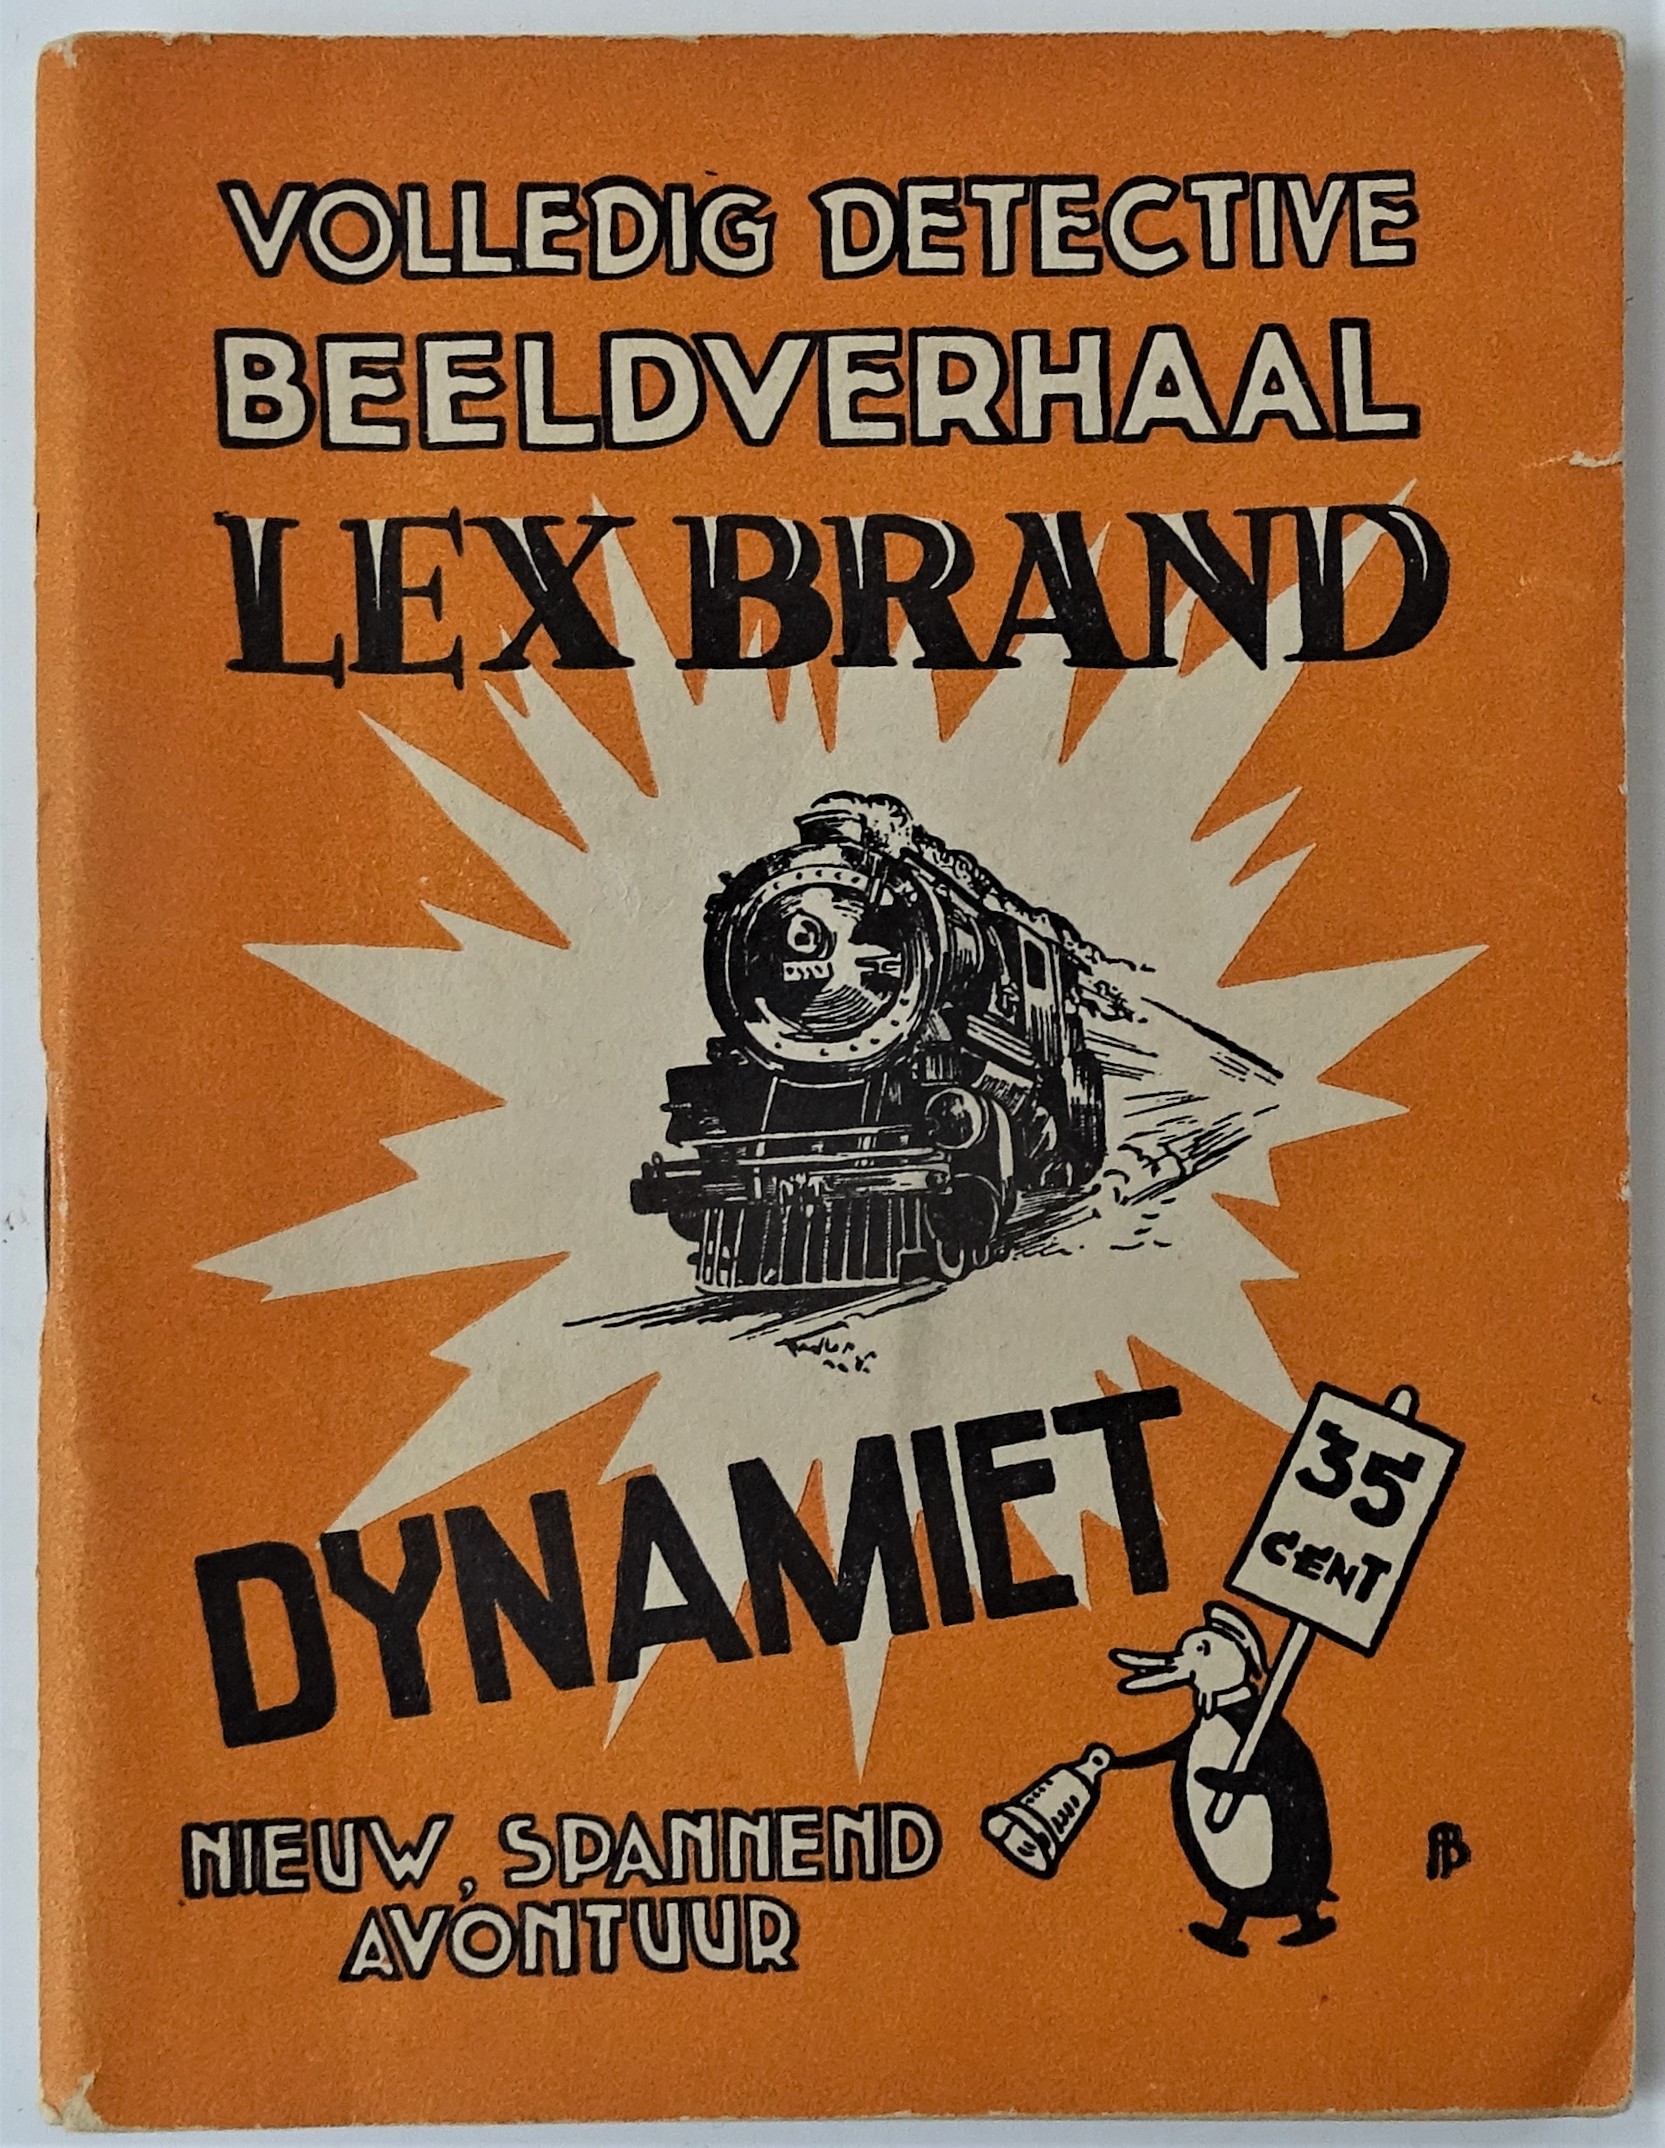 VOLLEDIG DETECTIVE
BEELDVERHAAL
LEX BRAND
DYNAMIET
35
CENT
NIEUW, SPANNEND
AVONTUUR